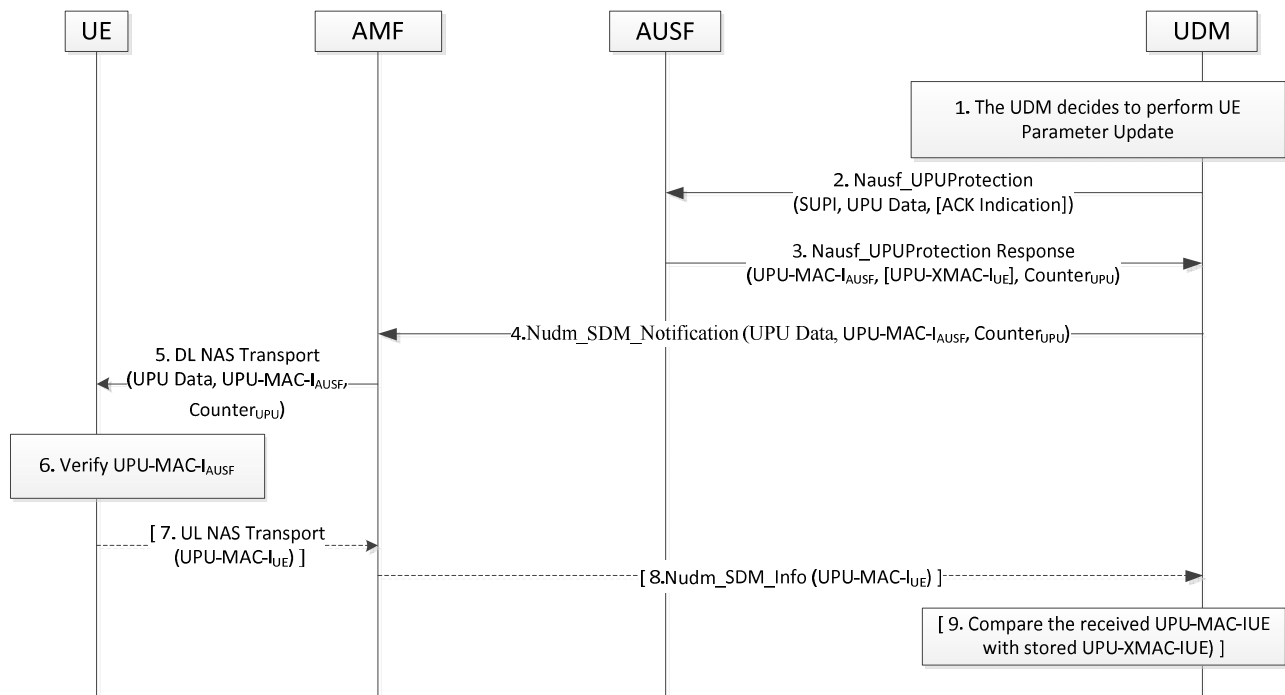 UE
AMF
AUSF
UDM
1. The UDM decides to perform UE
Parameter Update
2. Nausf_UPUProtection
(SUPI, UPU Data, [ACK Indication])
3. Nausf_UPUProtection Response
(UPU-MAC-IAUSF, [UPU-XMAC-IUE], CounterUPU)
4.Nudm_SDM_Notification (UPU Data, UPU-MAC-IAUSF, CounterUPU)
5. DL NAS Transport
(UPU Data, UPU-MAC-IAUSF,
CounterUPU)
6. Verify UPU-MAC-IAUSF
[ 7. UL NAS Transport
(UPU-MAC-IUE) ]
[ 8.Nudm_SDM_Info (UPU-MAC-IUE) ]
[ 9. Compare the received UPU-MAC-IUE
with stored UPU-XMAC-IUE) ]